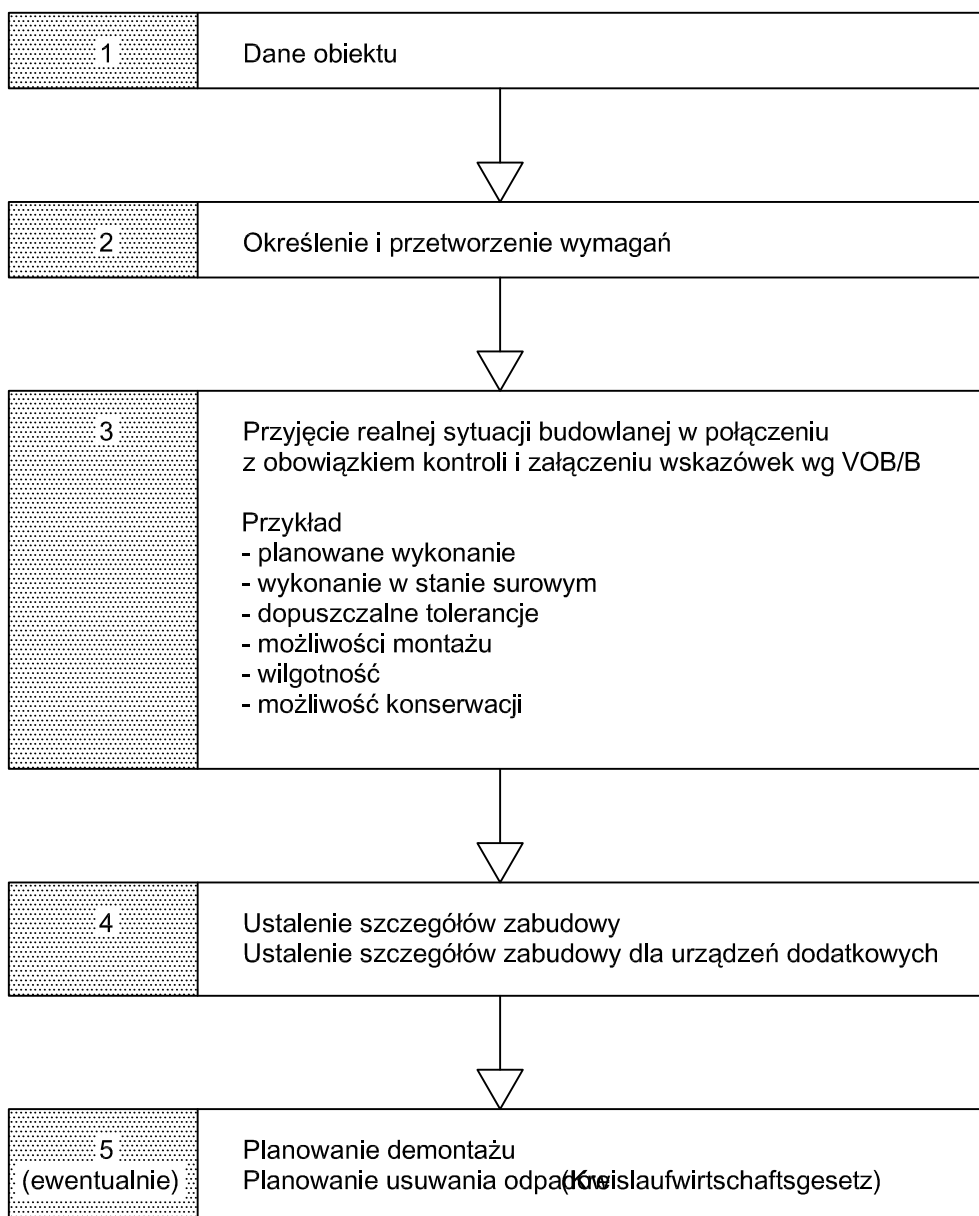 1 Dane obiektu
2 Określenie i przetworzenie wymagań
3 Przyjęcie realnej sytuacji budowlanej w połączeniu
z obowiązkiem kontroli i załączeniu wskazówek wg VOB/B
Przykład
- planowane wykonanie
- wykonanie w stanie surowym
- dopuszczalne tolerancje
- możliwości montażu
- wilgotność
- możliwość konserwacji
4 Ustalenie szczegółów zabudowy
Ustalenie szczegółów zabudowy dla urządzeń dodatkowych
5 Planowanie demontażu
(ewentualnie) Planowanie usuwania odpadów (Kreislaufwirtschaftsgesetz)